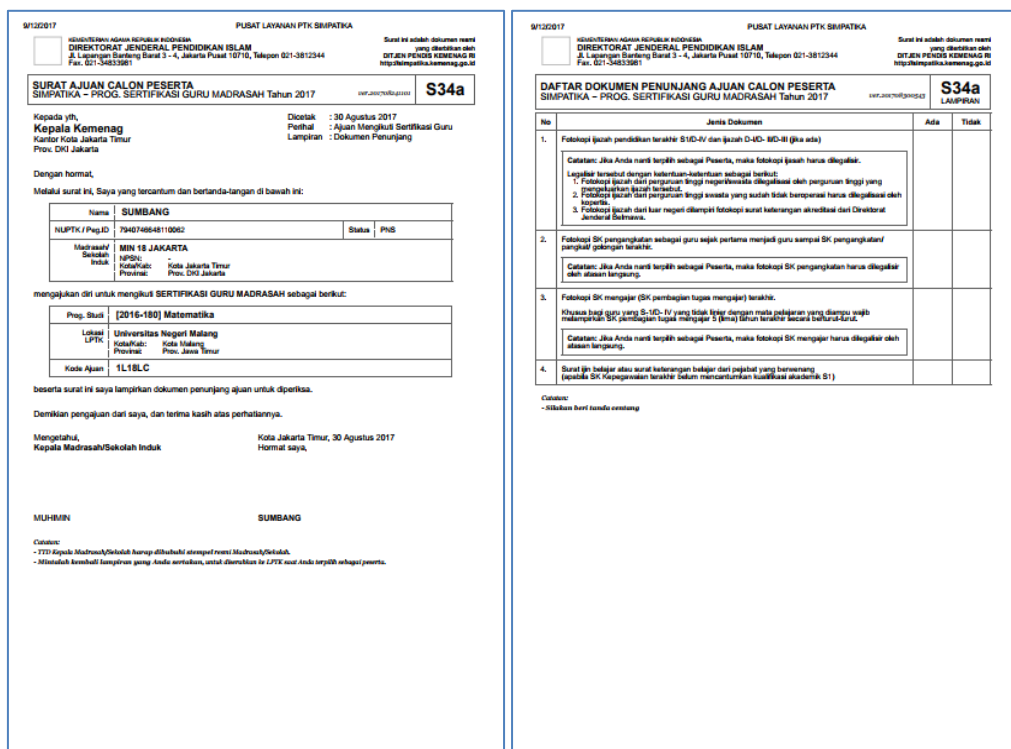 9/12/2017 PUSAT LAYANAN PTK SIMPATIKA
KEMENTERIAN AGAMA REPUBLIK INDONESIA
DIREKTORAT JENDERAL PENDIDIKAN ISLAM
Jl. Lapangan Banteng Barat 3 - 4, Jakarta Pusat 10710, Telepon 021-3812344
Fax. 021-34833981
Surat ini adalah dokumen resmi
yang diterbitkan oleh
DITJEN PENDIS KEMENAG RI
http://simpatika.kemenag.go.id
SURAT AJUAN CALON PESERTA
SIMPATIKA – PROG. SERTIFIKASI GURU MADRASAH Tahun 2017
ver.201708241101
S34a
Kepada yth,
Kepala Kemenag
Kantor Kota Jakarta Timur
Prov. DKI Jakarta
Dicetak : 30 Agustus 2017
Perihal : Ajuan Mengikuti Sertifikasi Guru
Lampiran : Dokumen Penunjang
Dengan hormat,
Melalui surat ini, Saya yang tercantum dan bertanda-tangan di bawah ini:
Nama SUMBANG
NUPTK / Peg.ID 7940746648110062 Status PNS
Madrasah/ Sekolah Induk
MIN 18 JAKARTA
NPSN: -
Kota/Kab: Kota Jakarta Timur
Provinsi: Prov. DKI Jakarta
mengajukan diri untuk mengikuti SERTIFIKASI GURU MADRASAH sebagai berikut:
Prog. Studi [2016-180] Matematika
Lokasi LPTK
Universitas Negeri Malang
Kota/Kab: Kota Malang
Provinsi: Prov. Jawa Timur
Kode Ajuan 1L18LC
beserta surat ini saya lampirkan dokumen penunjang ajuan untuk diperiksa.
Demikian pengajuan dari saya, dan terima kasih atas perhatiannya.
Mengetahui,
Kepala Madrasah/Sekolah Induk
Kota Jakarta Timur, 30 Agustus 2017
Hormat saya,
MUHIMIN
SUMBANG
Catatan:
- TTD Kepala Madrasah/Sekolah harap dibubuhi stempel resmi Madrasah/Sekolah.
- Mintalah kembali lampiran yang Anda sertakan, untuk diserahkan ke LPTK saat Anda terpilih sebagai peserta.
9/12/2017 PUSAT LAYANAN PTK SIMPATIKA
KEMENTERIAN AGAMA REPUBLIK INDONESIA
DIREKTORAT JENDERAL PENDIDIKAN ISLAM
Jl. Lapangan Banteng Barat 3 - 4, Jakarta Pusat 10710, Telepon 021-3812344
Fax. 021-34833981
Surat ini adalah dokumen resmi
yang diterbitkan oleh
DITJEN PENDIS KEMENAG RI
http://simpatika.kemenag.go.id
DAFTAR DOKUMEN PENUNJANG AJUAN CALON PESERTA
SIMPATIKA – PROG. SERTIFIKASI GURU MADRASAH Tahun 2017
ver.201708300543
S34a
LAMPIRAN
No Jenis Dokumen Ada Tidak
1. Fotokopi ijazah pendidikan terakhir S1/D-IV dan ijazah D-I/D- II/D-III (jika ada)
Catatan: Jika Anda nanti terpilih sebagai Peserta, maka fotokopi ijasah harus dilegalisir.
Legalisir tersebut dengan ketentuan-ketentuan sebagai berikut:
1. Fotokopi ijazah dari perguruan tinggi negeri/swasta dilegalisasi oleh perguruan tinggi yang
mengeluarkan ijazah tersebut.
2. Fotokopi ijazah dari perguruan tinggi swasta yang sudah tidak beroperasi harus dilegalisasi oleh
kopertis.
3. Fotokopi ijazah dari luar negeri dilampiri fotokopi surat keterangan akreditasi dari Direktorat
Jenderal Belmawa.
2. Fotokopi SK pengangkatan sebagai guru sejak pertama menjadi guru sampai SK pengangkatan/
pangkat/ golongan terakhir.
Catatan: Jika Anda nanti terpilih sebagai Peserta, maka fotokopi SK pengangkatan harus dilegalisir
oleh atasan langsung.
3. Fotokopi SK mengajar (SK pembagian tugas mengajar) terakhir.
Khusus bagi guru yang S-1/D- IV yang tidak linier dengan mata pelajaran yang diampu wajib
melampirkan SK pembagian tugas mengajar 5 (lima) tahun terakhir secara berturut-turut.
Catatan: Jika Anda nanti terpilih sebagai Peserta, maka fotokopi SK mengajar harus dilegalisir oleh
atasan langsung.
4. Surat ijin belajar atau surat keterangan belajar dari pejabat yang berwenang
(apabila SK Kepegawaian terakhir belum mencantumkan kualifikasi akademik S1)
Catatan:
- Silakan beri tanda centang